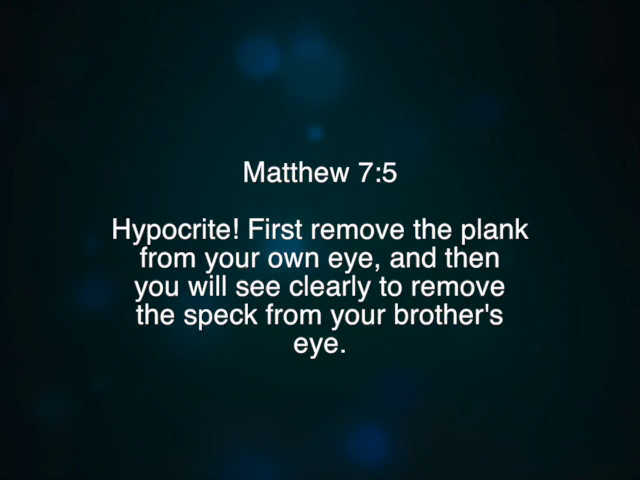 Matthew 7:5
Hypocrite! First remove the plank
from your own eye, and then
you will see clearly to remove
the speck from your brother's
eye.